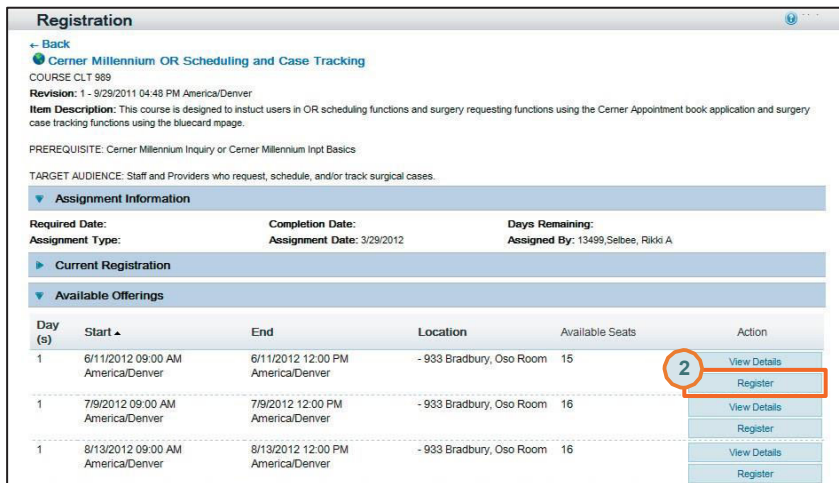 Registration
← Back
Cerner Millennium OR Scheduling and Case Tracking
COURSE CLT 989
Revision: 1 - 9/29/2011 04:48 PM America/Denver
Item Description: This course is designed to instuct users in OR scheduling functions and surgery requesting functions using the Cerner Appointment book application and surgery
case tracking functions using the bluecard mpage.
PREREQUISITE: Cerner Millennium Inquiry or Cerner Millennium Inpt Basics
TARGET AUDIENCE: Staff and Providers who request, schedule, and/or track surgical cases.
Assignment Information
Required Date: Completion Date: Days Remaining:
Assignment Type: Assignment Date: 3/29/2012 Assigned By: 13499,Selbee, Rikki A
Current Registration
Available Offerings
Day
(s) Start End Location Available Seats Action
1 6/11/2012 09:00 AM 6/11/2012 12:00 PM - 933 Bradbury, Oso Room 15 View Details
America/Denver America/Denver 2 Register
1 7/9/2012 09:00 AM 7/9/2012 12:00 PM - 933 Bradbury, Oso Room 16 View Details
America/Denver America/Denver Register
1 8/13/2012 09:00 AM 8/13/2012 12:00 PM - 933 Bradbury, Oso Room 16 View Details
America/Denver America/Denver Register